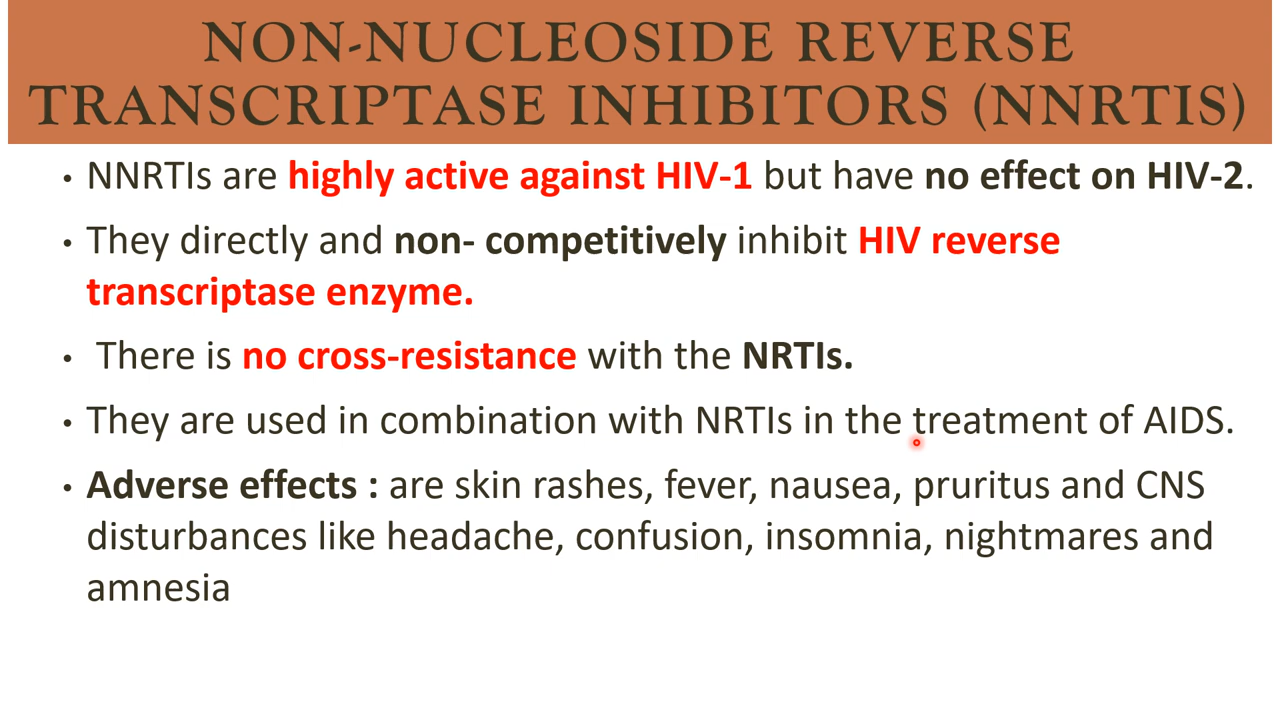 NON-NUCLEOSIDE REVERSE
TRANSCRIPTASE INHIBITORS (NNRTIS)
• NNRTIs are highly active against HIV-1 but have no effect on HIV-2.
• They directly and non- competitively inhibit HIV reverse
transcriptase enzyme.
• There is no cross-resistance with the NRTIs.
• They are used in combination with NRTIs in the treatment of AIDS.
• Adverse effects : are skin rashes, fever, nausea, pruritus and CNS
disturbances like headache, confusion, insomnia, nightmares and
amnesia